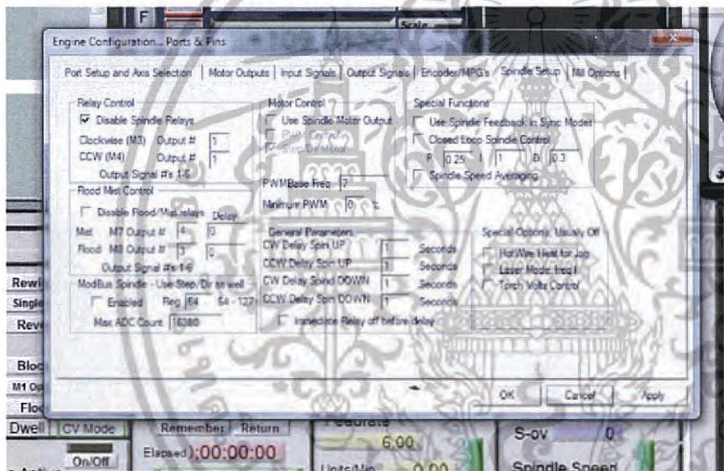 F
Scale
Engine Configuration... Ports & Pins
Port Setup and Axis Selection
Motor Outputs
Input Signals
Output Signals
Encoder/MPG's
Spindle Setup
Mill Options
Relay Control
Disable Spindle Relays
Clockwise (M3) Output # 1
CCW (M4) Output # 1
Output Signal #'s 1-6
Flood Mist Control
Disable Flood/Mist relays Delay
Mist M7 Output # 0
Flood M8 Output # 0
Output Signal #'s 1-6
ModBus Spindle - Use Step/Dir as well
Enabled Reg 64 64 - 127
Max ADC Count 16380
Motor Control
Use Spindle Motor Output
PWM Control
Step/Dir Motor
PWMBase Freq 7
Minimum PWM 0 %
General Parameters
CW Delay Spin UP 1 Seconds
CCW Delay Spin UP 1 Seconds
CW Delay Spind DOWN 1 Seconds
CCW Delay Spin DOWN 1 Seconds
Immediate Relay off before delay
Special Functions
Use Spindle Feedback in Sync Modes
Closed Loop Spindle Control
P 0.25 I 1 D 0.3
Spindle Speed Averaging
Special Options, Usually Off
HotWire Heat for Jog
Laser Mode. freq
Torch Volts Control
OK
Cancel
Apply
Single
Bloc
M1 Op
Dwell
CV Mode
Remember
Return
Feedrate
6.00
S-ov 0
On/Off
Elapsed 00:00:00
Units/Min 0.00
Spindle Speed